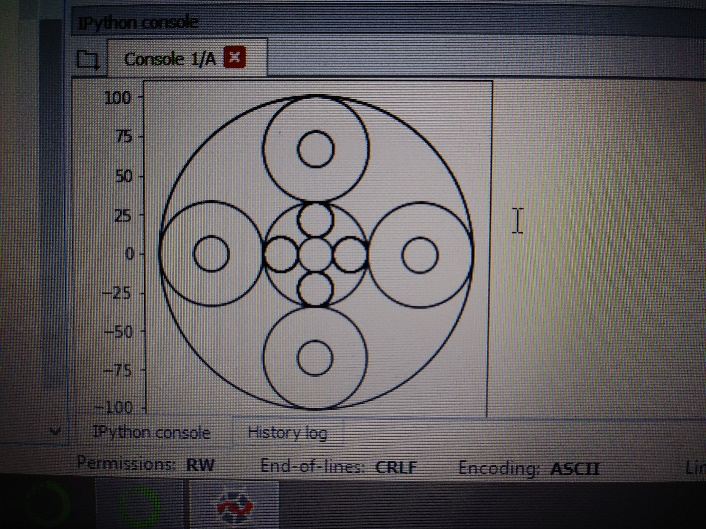 IPython console
Console 1/A
100
75
50
25
0
−25
−50
−75
−100
IPython console History log
Permissions: RW End-of-lines: CRLF Encoding: ASCII